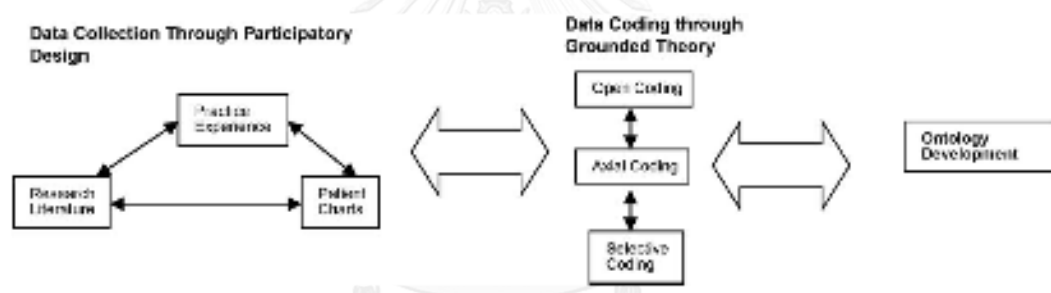 Data Collection Through Participatory
Design
Practice
Experience
Research
Literature
Patient
Charts
Data Coding through
Grounded Theory
Open Coding
Axial Coding
Selective
Coding
Ontology
Development